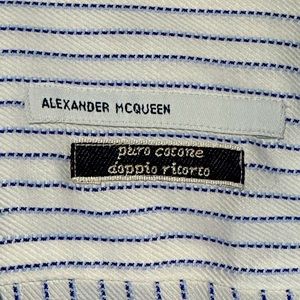 ALEXANDER MCQUEEN
puro cotone
doppio ritorto